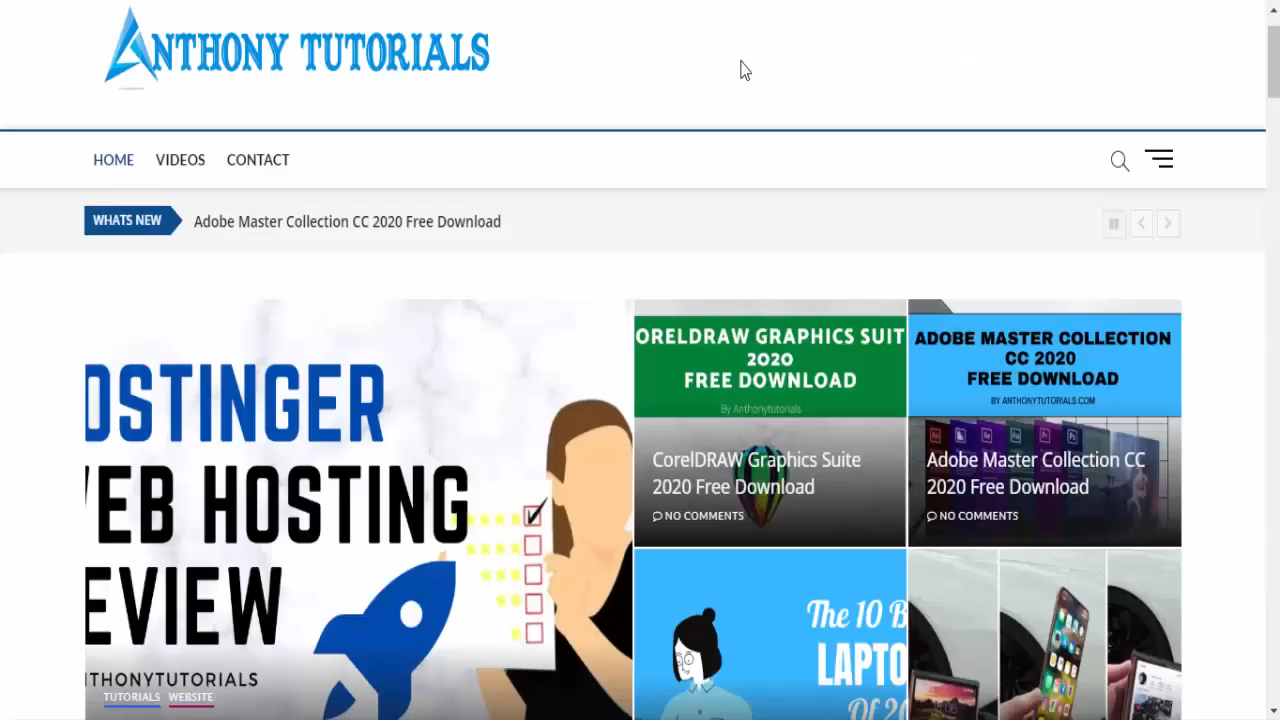 ANTHONY TUTORIALS
HOME VIDEOS CONTACT
WHATS NEW Adobe Master Collection CC 2020 Free Download
OSTINGER
EB HOSTING
EVIEW
NTHONYTUTORIALS
TUTORIALS WEBSITE
ORELDRAW GRAPHICS SUIT
2020
FREE DOWNLOAD
By Anthonytutorials
CorelDRAW Graphics Suite
2020 Free Download
NO COMMENTS
ADOBE MASTER COLLECTION
CC 2020
FREE DOWNLOAD
BY ANTHONYTUTORIALS.COM
Adobe Master Collection CC
2020 Free Download
NO COMMENTS
The 10 B
LAPTO
Of 20